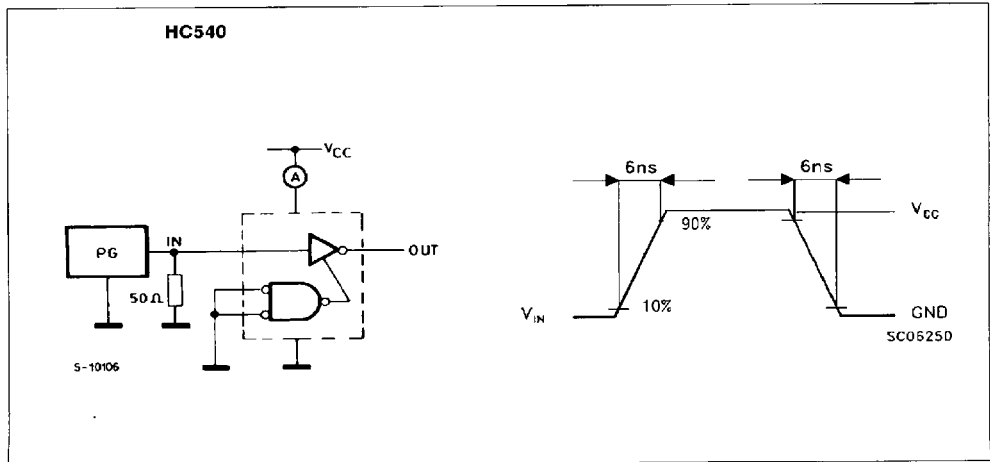 HC540
VCC
A
PG
IN
OUT
50Ω
S-10106
6ns
6ns
90%
VCC
10%
VIN
GND
SC06250